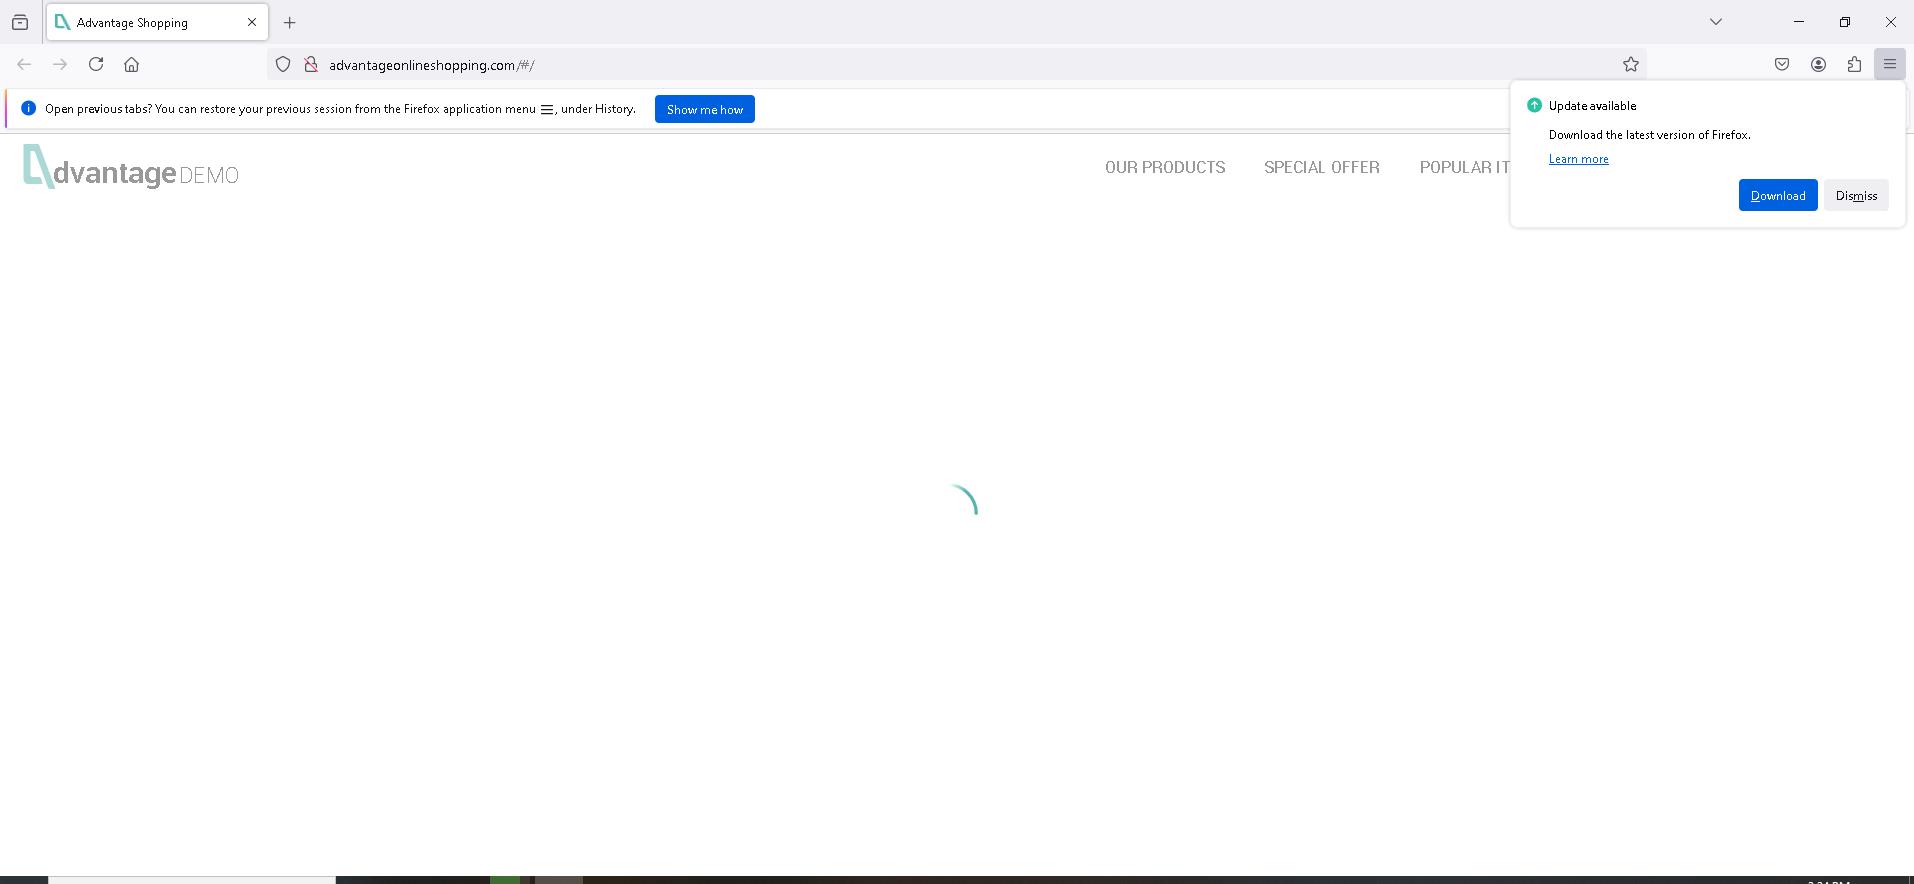 Advantage Shopping
advantageonlineshopping.com/#/
Open previous tabs? You can restore your previous session from the Firefox application menu ☰, under History.
Show me how
Update available
Download the latest version of Firefox.
Learn more
Download
Dismiss
dvantage DEMO
OUR PRODUCTS
SPECIAL OFFER
POPULAR IT